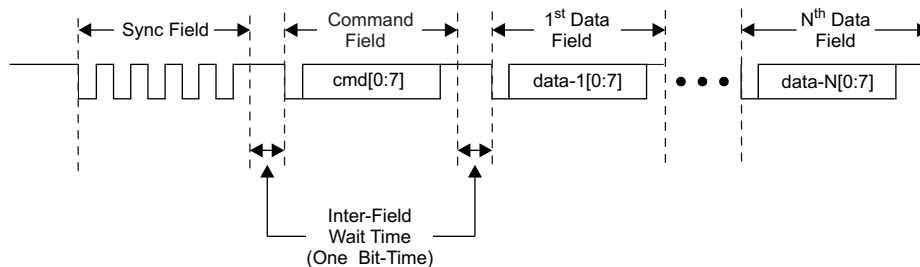 Sync Field
Command
Field
1st Data
Field
Nth Data
Field
cmd[0:7]
data-1[0:7]
data-N[0:7]
Inter-Field
Wait Time
(One Bit-Time)